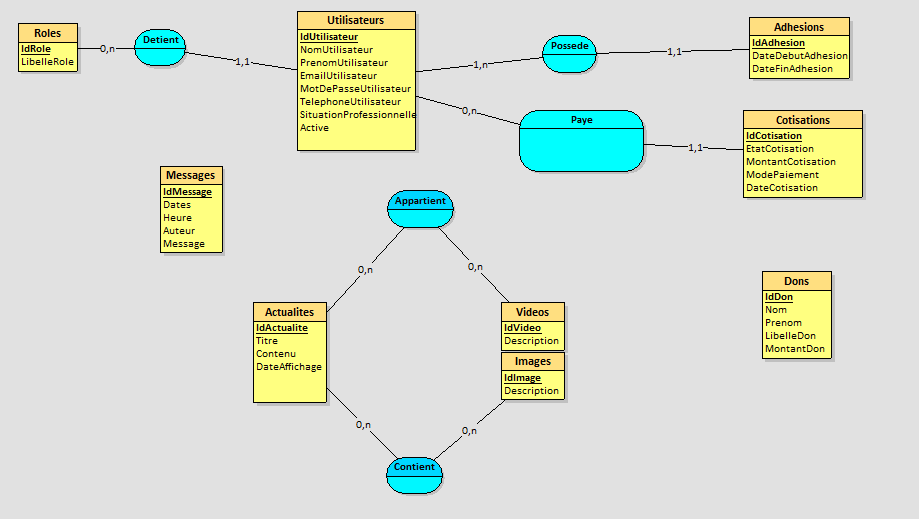 Roles
IdRole
LibelleRole
0,n
Detient
1,1
Utilisateurs
IdUtilisateur
NomUtilisateur
PrenomUtilisateur
EmailUtilisateur
MotDePasseUtilisateur
TelephoneUtilisateur
SituationProfessionnelle
Active
1,n
Possede
1,1
Adhesions
IdAdhesion
DateDebutAdhesion
DateFinAdhesion
0,n
Paye
1,1
Cotisations
IdCotisation
EtatCotisation
MontantCotisation
ModePaiement
DateCotisation
Messages
IdMessage
Dates
Heure
Auteur
Message
Appartient
0,n
0,n
Actualites
IdActualite
Titre
Contenu
DateAffichage
Videos
IdVideo
Description
Images
IdImage
Description
0,n
0,n
Contient
Dons
IdDon
Nom
Prenom
LibelleDon
MontantDon